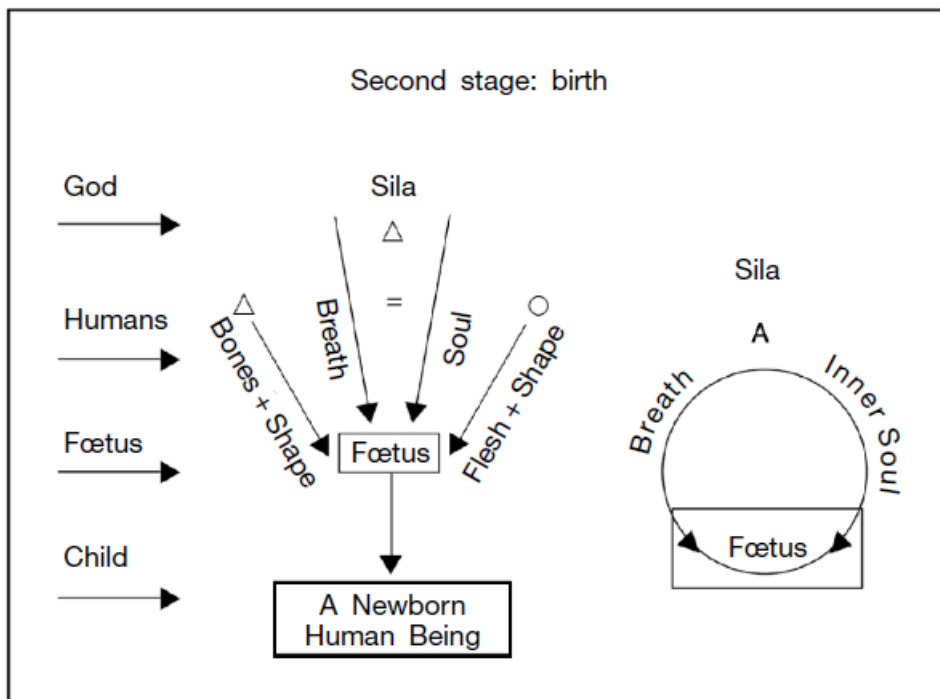 Second stage: birth
God
Sila
Humans
=
Bones + Shape
Breath
Soul
Flesh + Shape
Fœtus
Fœtus
Child
A Newborn
Human Being
Sila
A
Breath
Inner Soul
Fœtus